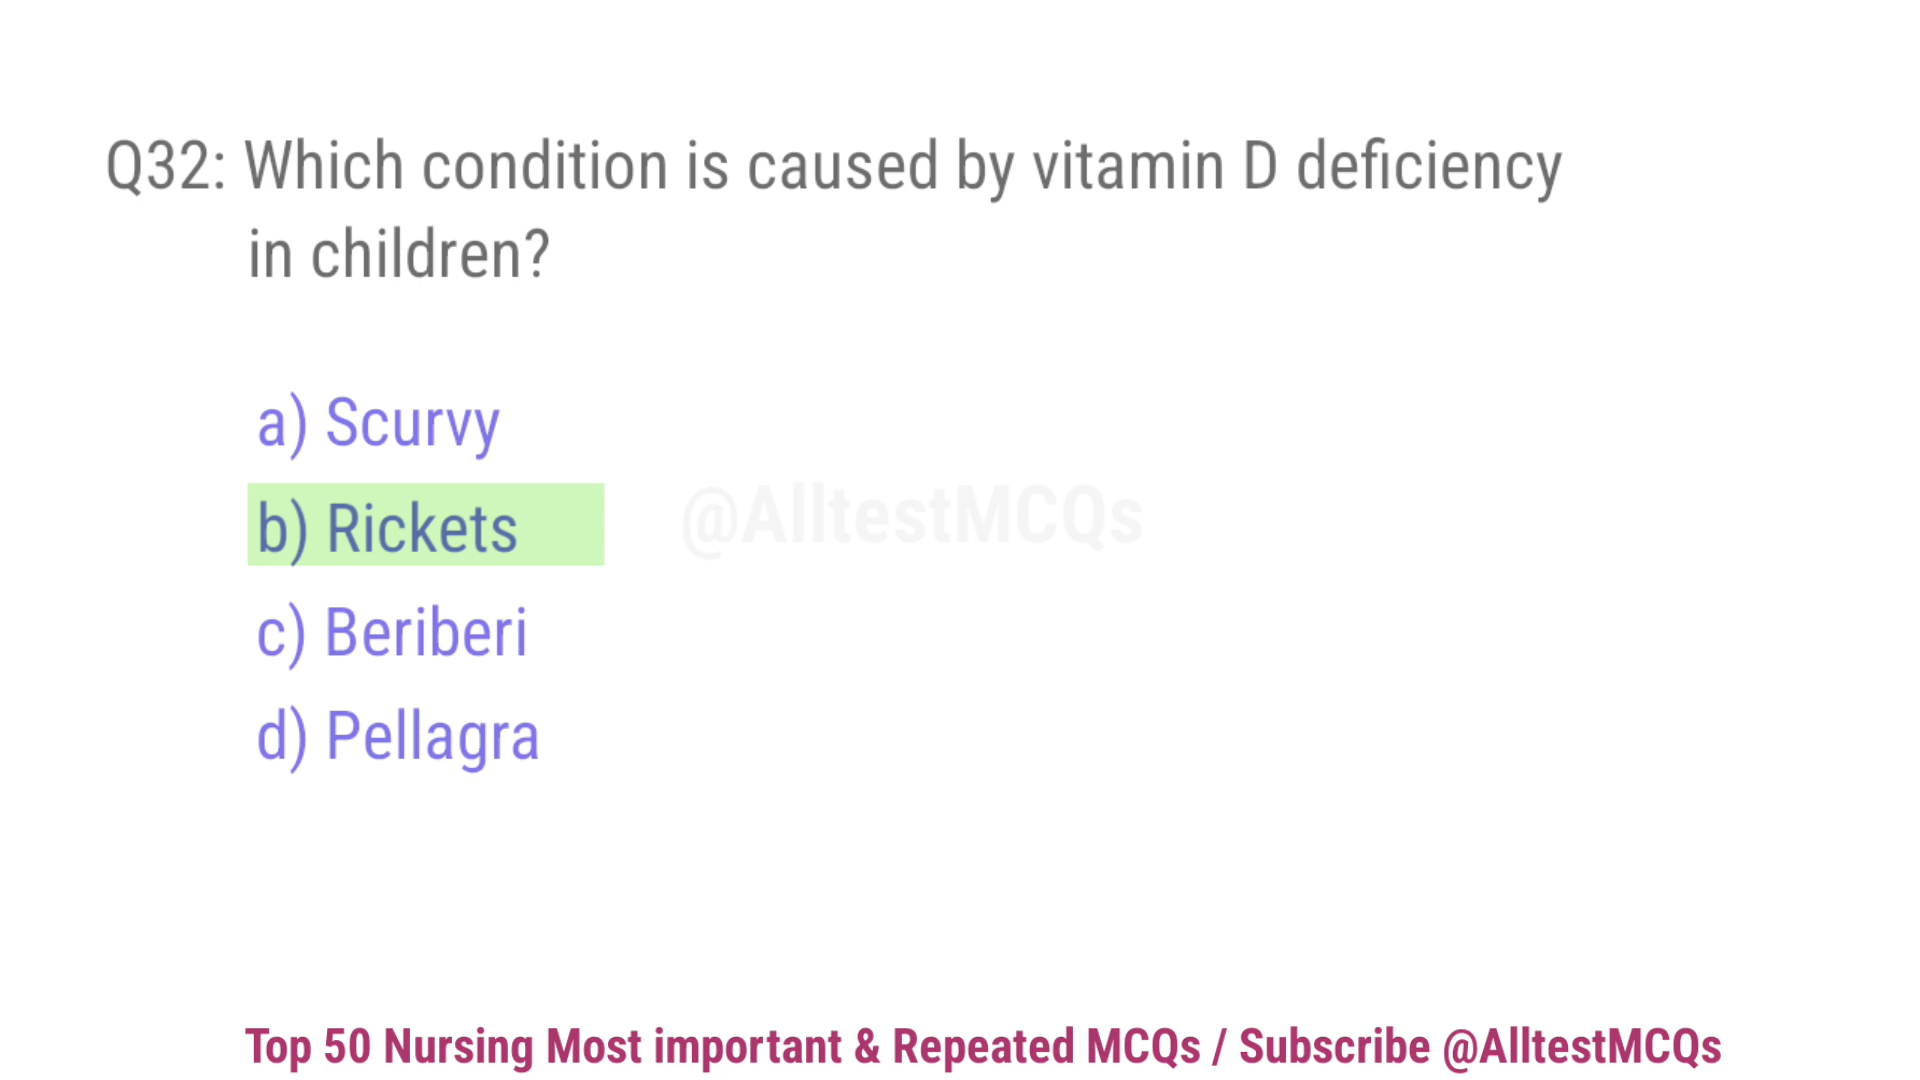 Q32: Which condition is caused by vitamin D deficiency
in children?
a) Scurvy
b) Rickets
@AlltestMCQs
c) Beriberi
d) Pellagra
Top 50 Nursing Most important & Repeated MCQs / Subscribe @AlltestMCQs